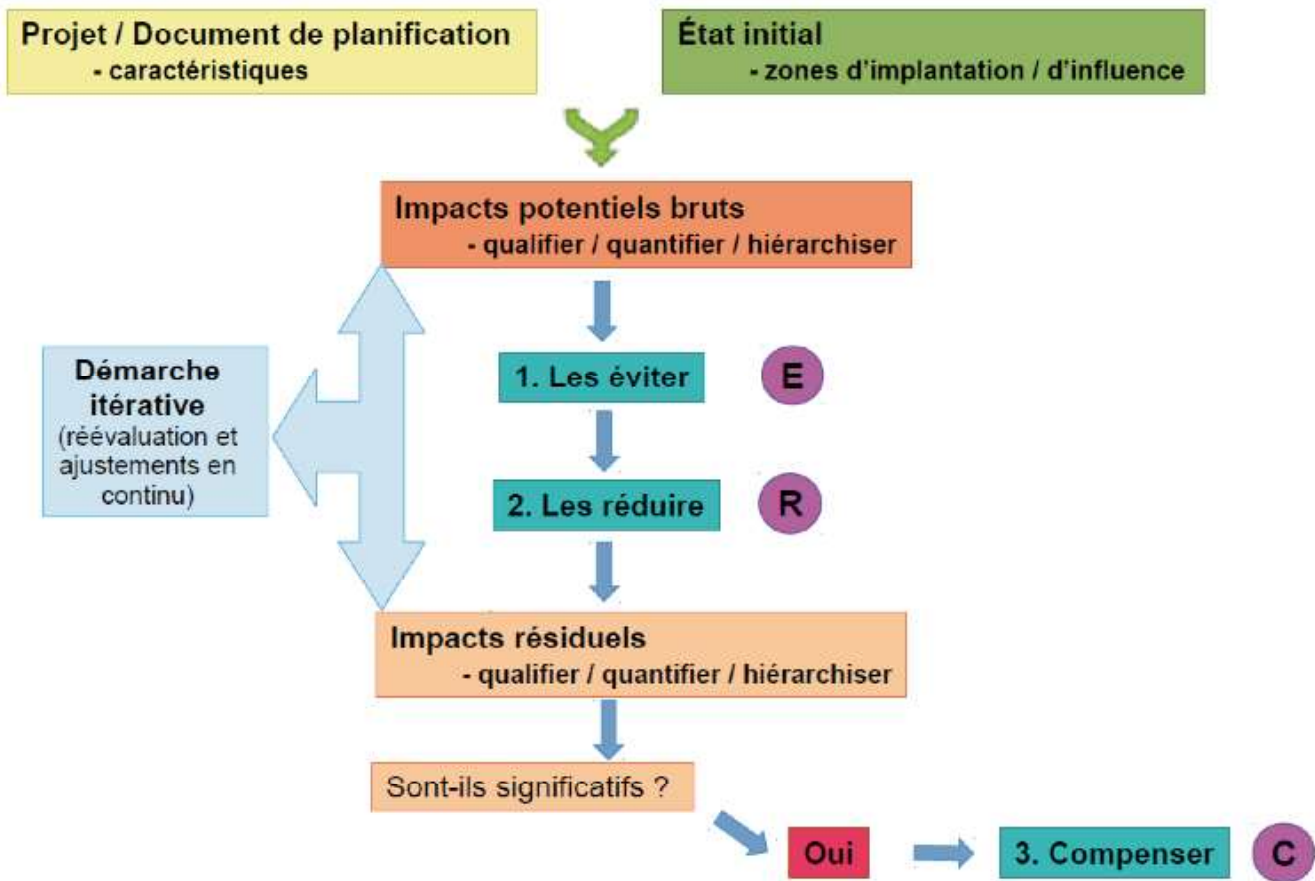 Projet / Document de planification
- caractéristiques
État initial
- zones d'implantation / d'influence
Impacts potentiels bruts
- qualifier / quantifier / hiérarchiser
Démarche
itérative
(réévaluation et
ajustements en
continu)
1. Les éviter
E
2. Les réduire
R
Impacts résiduels
- qualifier / quantifier / hiérarchiser
Sont-ils significatifs ?
Oui
3. Compenser
C